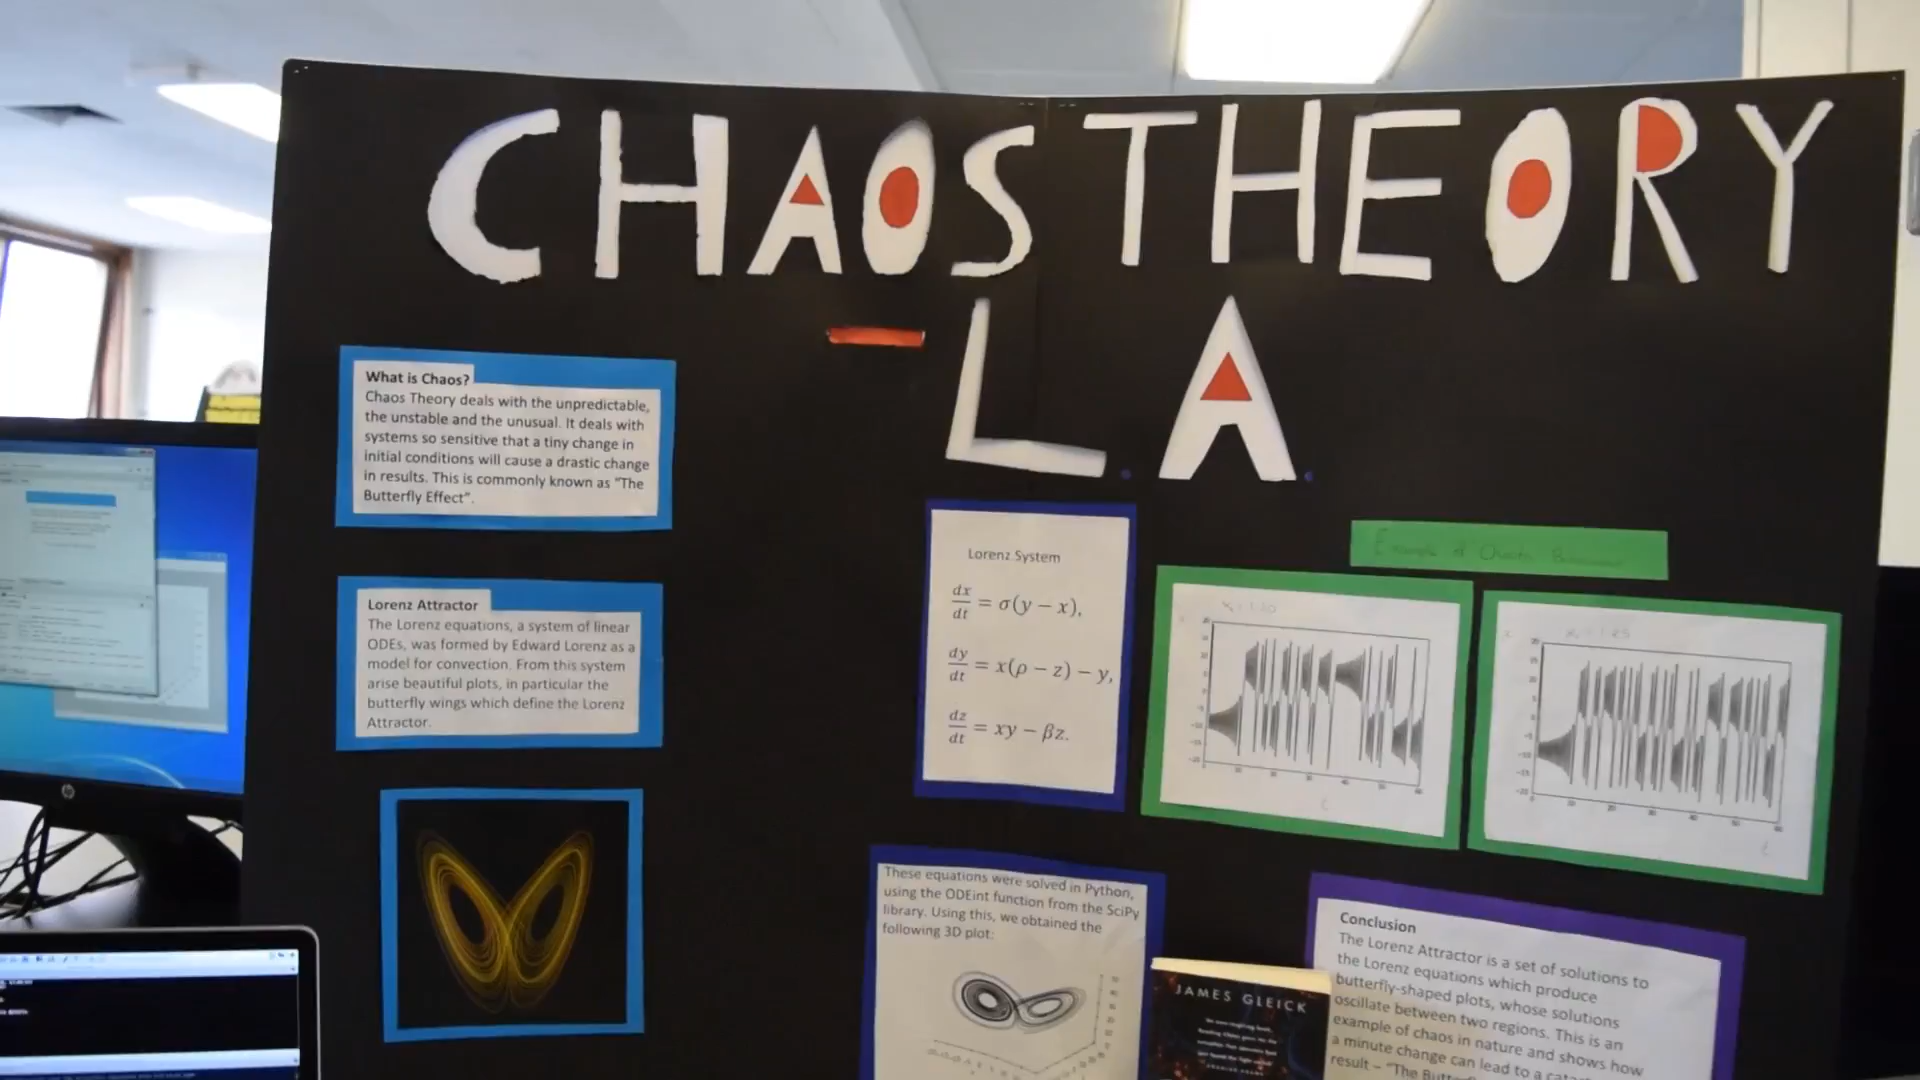 CHAOS THEORY
- L.A.
What is Chaos?
Chaos Theory deals with the unpredictable,
the unstable and the unusual. It deals with
systems so sensitive that a tiny change in
initial conditions will cause a drastic change
in results. This is commonly known as "The
Butterfly Effect".
Lorenz Attractor
The Lorenz equations, a system of linear
ODEs, was formed by Edward Lorenz as a
model for convection. From this system
arise beautiful plots, in particular the
butterfly wings which define the Lorenz
Attractor.
Lorenz System
dx/dt = σ(y − x),
dy/dt = x(ρ − z) − y,
dz/dt = xy − βz.
Example of Chaotic
These equations were solved in Python,
using the ODEint function from the SciPy
library. Using this, we obtained the
following 3D plot:
JAMES GLEICK
Conclusion
The Lorenz Attractor is a set of solutions to
the Lorenz equations which produce
butterfly-shaped plots, whose solutions
oscillate between two regions. This is an
example of chaos in nature and shows how
a minute change can lead to a
result – "The
hp